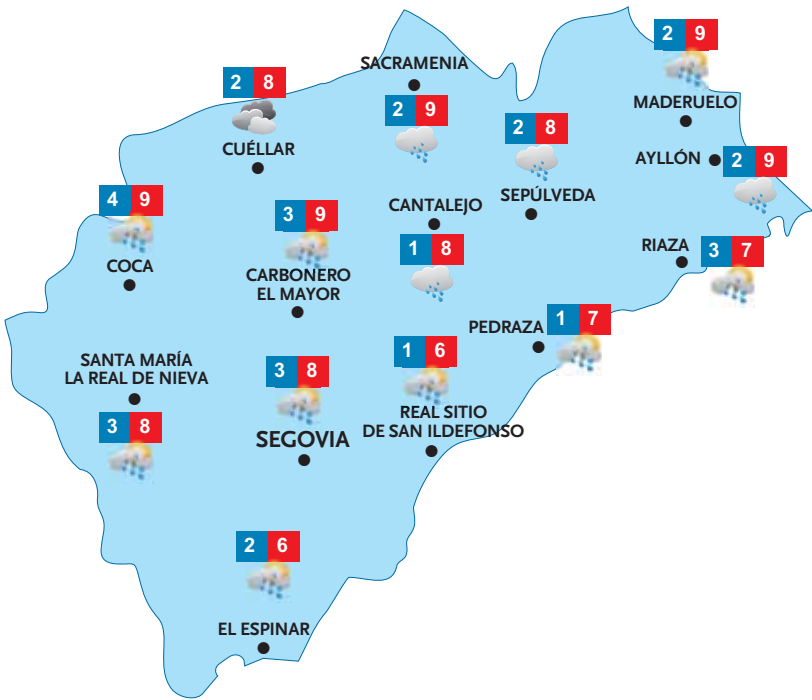 2 9
MADERUELO
SACRAMENIA
2 9
2 8
CUÉLLAR
2 8
SEPÚLVEDA
AYLLÓN
2 9
4 9
COCA
3 9
CARBONERO
EL MAYOR
CANTALEJO
1 8
RIAZA
3 7
PEDRAZA
1 7
SANTA MARÍA
LA REAL DE NIEVA
3 8
3 8
SEGOVIA
1 6
REAL SITIO
DE SAN ILDEFONSO
2 6
EL ESPINAR